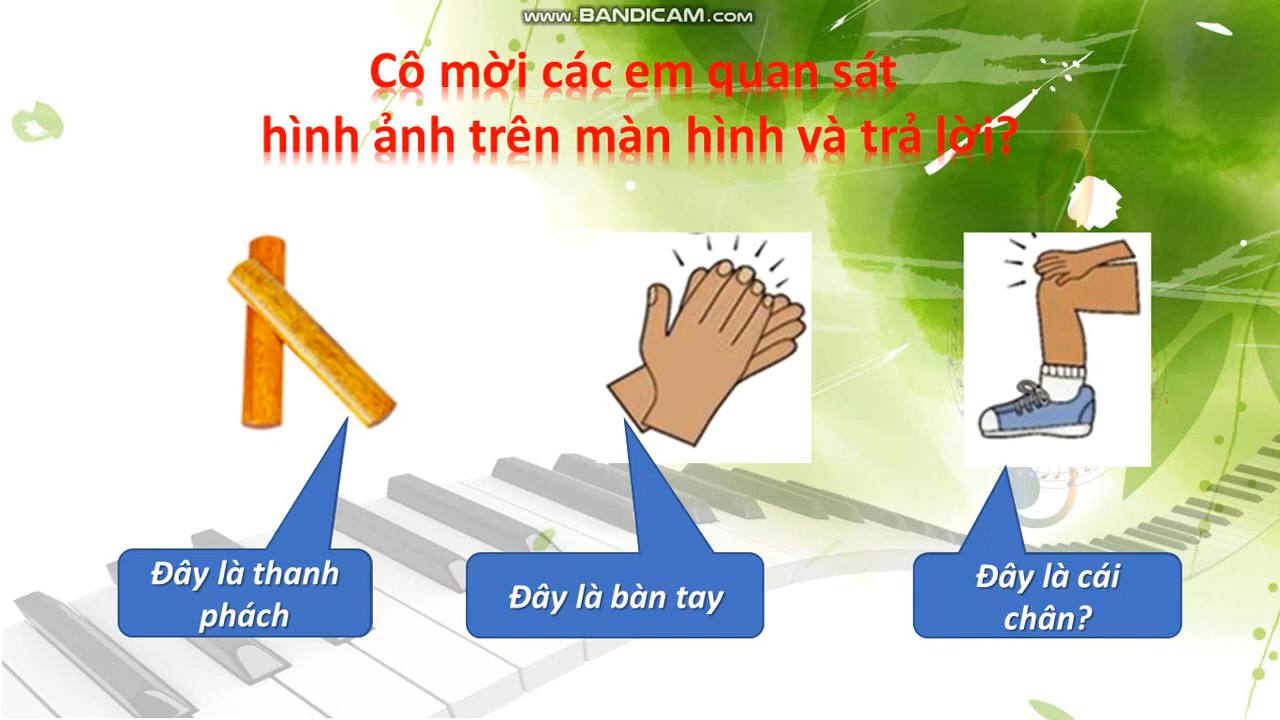 www.BANDICAM.com
Cô mời các em quan sát
hình ảnh trên màn hình và trả lời?
Đây là thanh
phách
Đây là bàn tay
Đây là cái
chân?